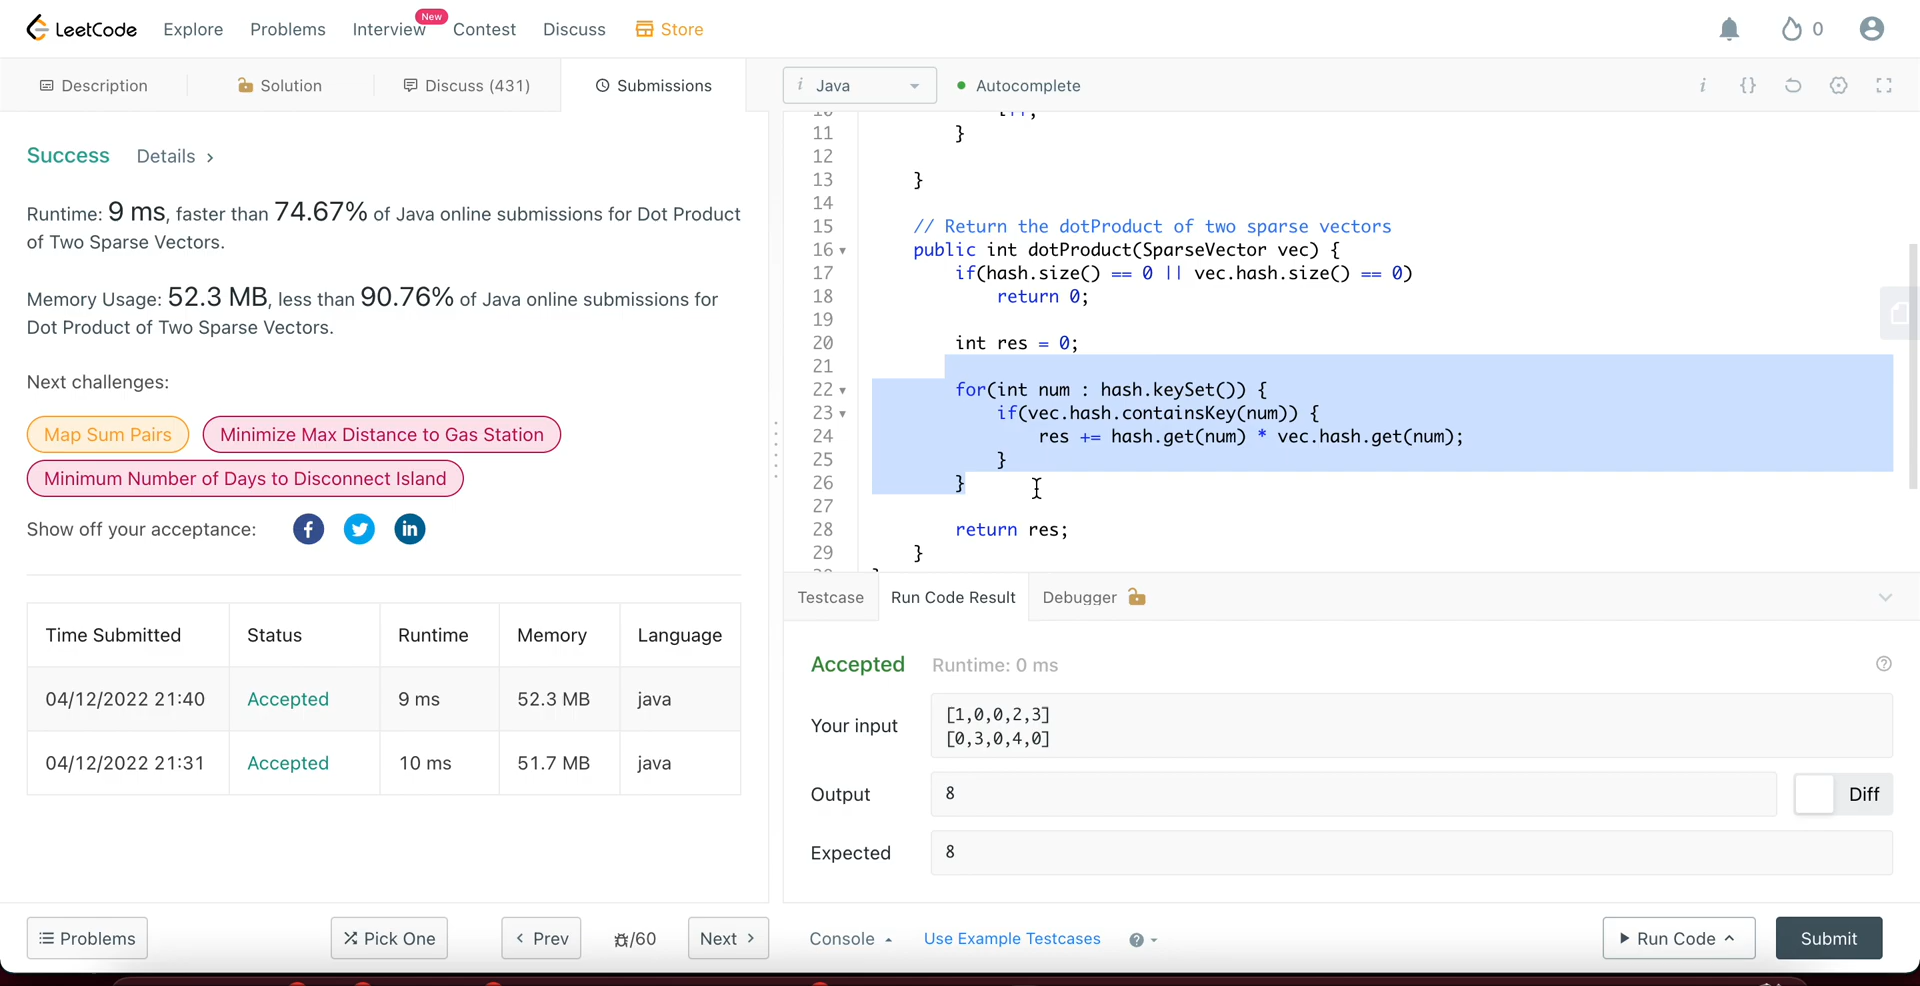 LeetCode
Explore
Problems
Interview
New
Contest
Discuss
Store
0
Description
Solution
Discuss (431)
Submissions
i Java
Autocomplete
i {}
Success
Details >
Runtime: 9 ms, faster than 74.67% of Java online submissions for Dot Product
of Two Sparse Vectors.
Memory Usage: 52.3 MB, less than 90.76% of Java online submissions for
Dot Product of Two Sparse Vectors.
Next challenges:
Map Sum Pairs
Minimize Max Distance to Gas Station
Minimum Number of Days to Disconnect Island
Show off your acceptance:
Time Submitted Status Runtime Memory Language
04/12/2022 21:40 Accepted 9 ms 52.3 MB java
04/12/2022 21:31 Accepted 10 ms 51.7 MB java
11 }
12
13 }
14
15 // Return the dotProduct of two sparse vectors
16 public int dotProduct(SparseVector vec) {
17 if(hash.size() == 0 || vec.hash.size() == 0)
18 return 0;
19
20 int res = 0;
21
22 for(int num : hash.keySet()) {
23 if(vec.hash.containsKey(num)) {
24 res += hash.get(num) * vec.hash.get(num);
25 }
26 }
27
28 return res;
29 }
Testcase
Run Code Result
Debugger
Accepted
Runtime: 0 ms
Your input
[1,0,0,2,3]
[0,3,0,4,0]
Output
8
Diff
Expected
8
Problems
Pick One
< Prev
/60
Next >
Console
Use Example Testcases
Run Code
Submit